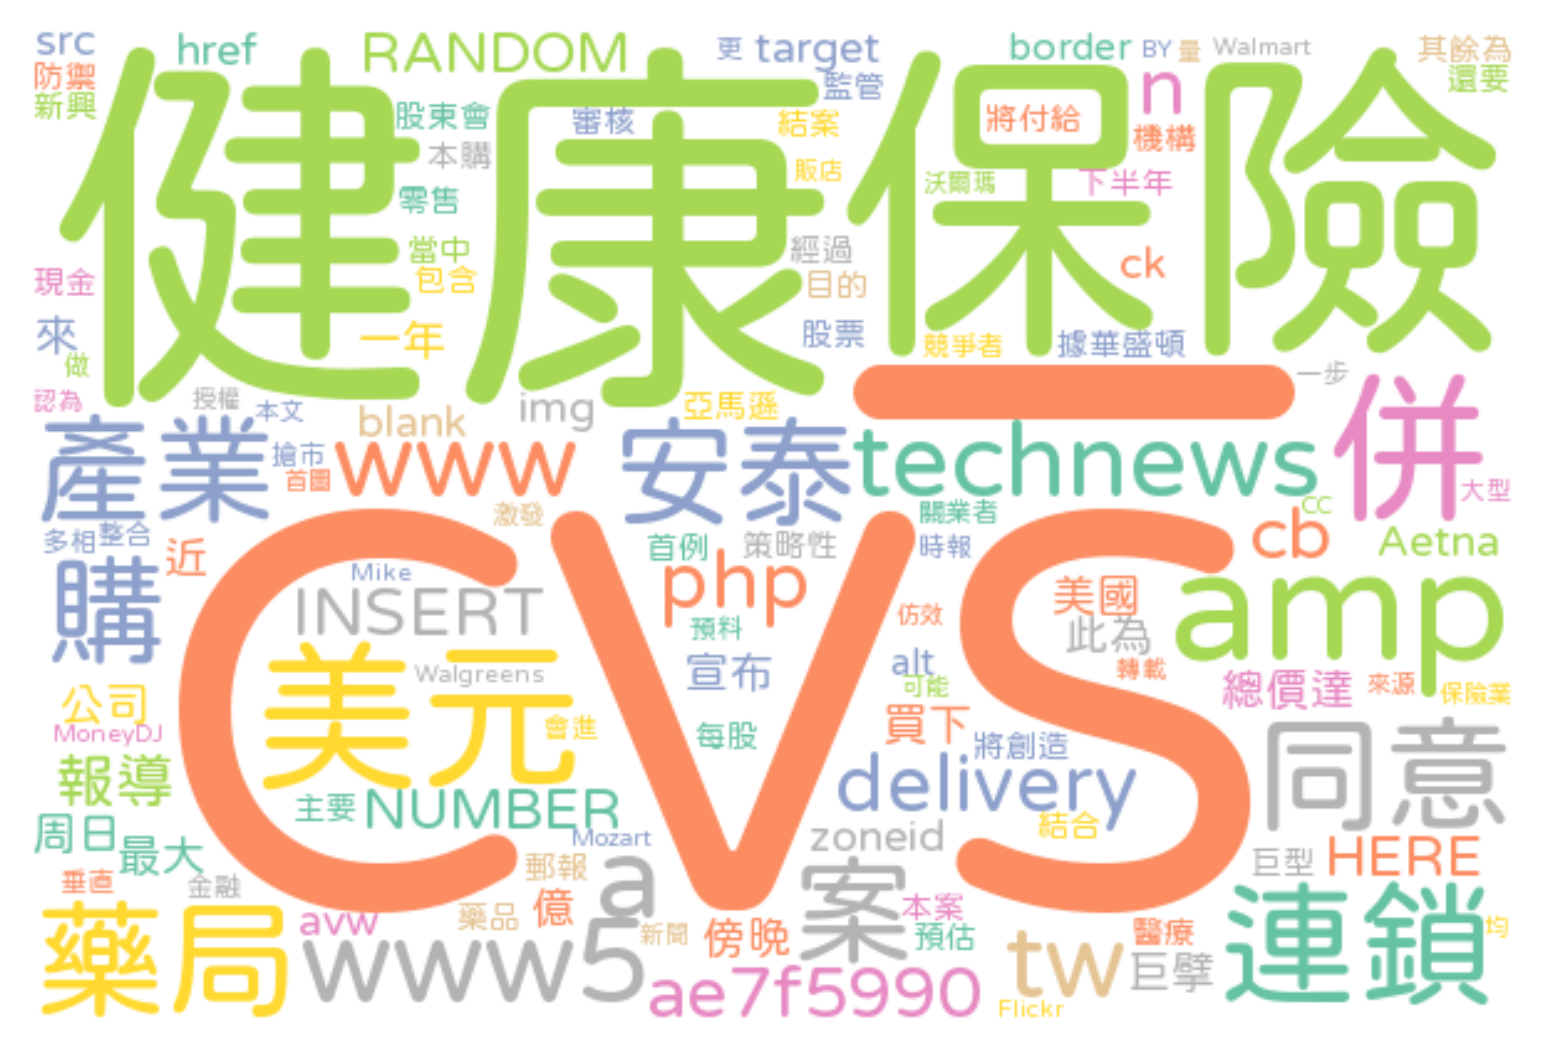 src
href
RANDOM
更
target
border
BY
量
Walmart
其餘為
防禦
新興
健康保險
監管
n
還要
股東會
審核
結案
將付給
機構
本購
販店
沃爾瑪
下半年
零售
當中
經過
ck
現金
包含
目的
來
一年
股票
競爭者
據華盛頓
做
一步
認為
授權
本文
blank
img
亞馬遜
一
併
產業
搶市
首圖
www
安泰
technews
大型
多相
整合
激發
關業者
CC
近
首例
策略性
時報
cb
Aetna
購
Mike
CVS
INSERT
php
美國
amp
仿效
此為
預料
美元
Walgreens
宣布
alt
轉載
可能
總價達
來源
保險業
公司
MoneyDJ
會進
每股
買下
將創造
同意
報導
delivery
主要
NUMBER
周日
最大
Mozart
zoneid
結合
巨型
HERE
垂直
金融
郵報
a
案
藥局
avw
藥品
億
新聞
傍晚
本案
預估
醫療
連鎖
均
www5
ae7f5990
tw
巨擘
Flickr